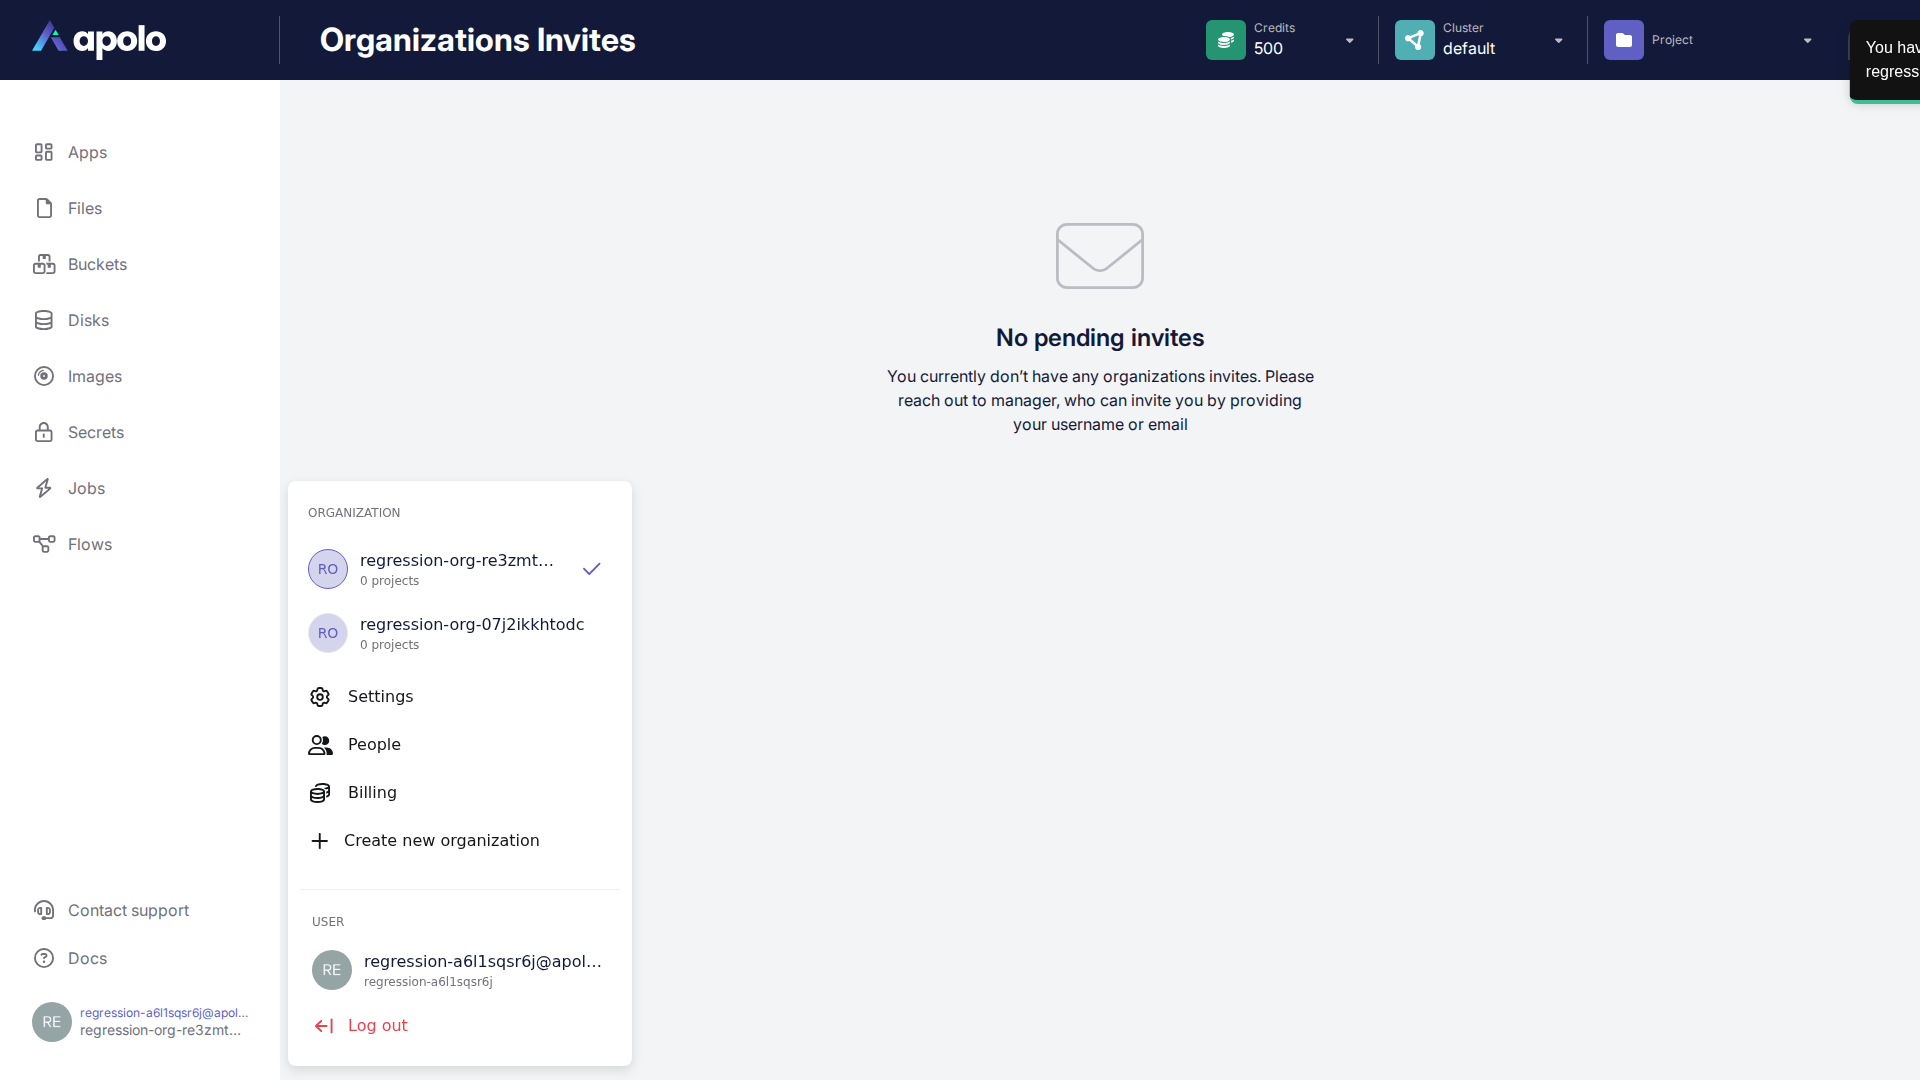 apolo
Organizations Invites
Credits
500
Cluster
default
Project
You hav
regress
Apps
Files
Buckets
Disks
Images
Secrets
Jobs
Flows
No pending invites
You currently don’t have any organizations invites. Please
reach out to manager, who can invite you by providing
your username or email
ORGANIZATION
RO
regression-org-re3zmt...
0 projects
RO
regression-org-07j2ikkhtodc
0 projects
Settings
People
Billing
Create new organization
USER
RE
regression-a6l1sqsr6j@apol...
regression-a6l1sqsr6j
Log out
Contact support
Docs
RE
regression-a6l1sqsr6j@apol...
regression-org-re3zmt...